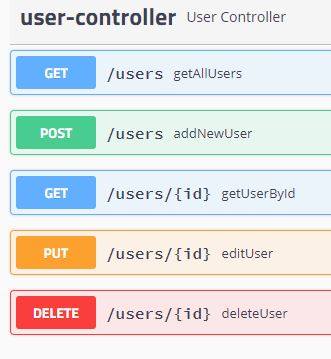 user-controller User Controller
GET /users getAllUsers
POST /users addNewUser
GET /users/{id} getUserById
PUT /users/{id} editUser
DELETE /users/{id} deleteUser